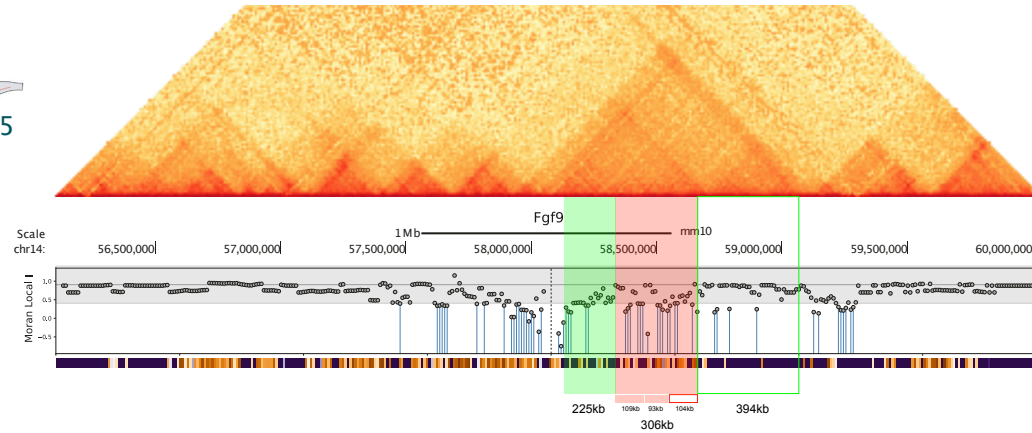 5
Fgf9
Scale 1 Mb mm10
chr14: 56,500,000 57,000,000 57,500,000 58,000,000 58,500,000 59,000,000 59,500,000 60,000,000
Moran Local I
1.0
0.5
0.0
−0.5
225kb 109kb 93kb 104kb 394kb
306kb